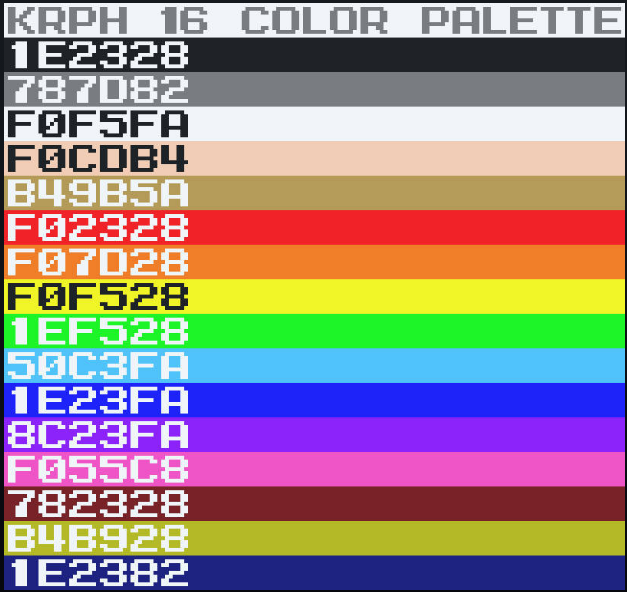 KRPH 16 COLOR PALETTE
1E2328
787D82
F0F5FA
F0CDB4
B49B5A
F02328
F07D28
F0F528
1EF528
50C3FA
1E23FA
8C23FA
F055C8
782328
B4B928
1E2382